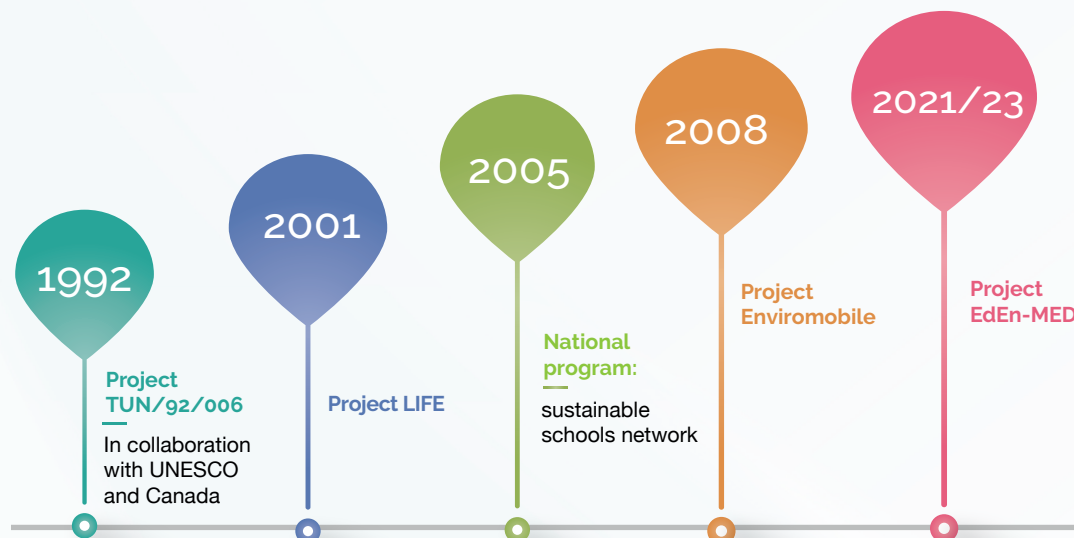 1992
Project
TUN/92/006
In collaboration
with UNESCO
and Canada
2001
Project LIFE
2005
National
program:
sustainable
schools network
2008
Project
Enviromobile
2021/23
Project
EdEn-MED